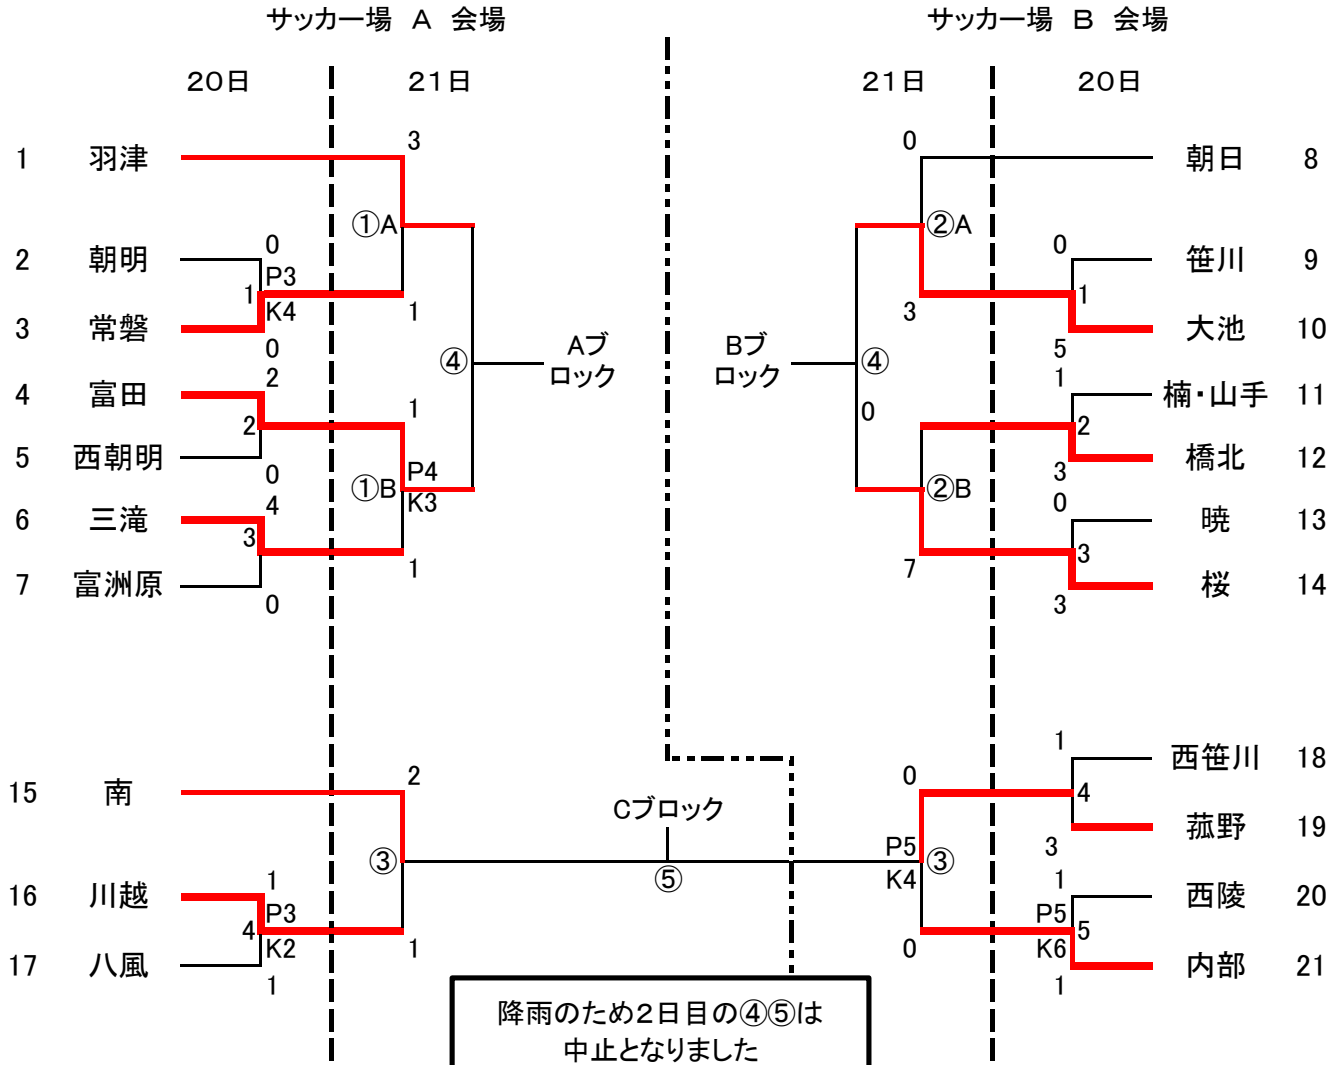 サッカー場 A 会場 サッカー場 B 会場
20日 21日 21日 20日
3 0
1 羽津 朝日 8
①A ②A
0 0
2 朝明 笹川 9
P3
1 1
K4 1 3
3 常磐 大池 10
0 5
④ Aブ Bブ ④
ロック ロック
2 1
4 富田 楠・山手 11
1 0
2 2
5 西朝明 橋北 12
0 3
P4
①B ②B
K3
4 0
6 三滝 暁 13
3 3
1 7
7 富洲原 桜 14
0 3
1
西笹川 18
2 0
15 南 4
Cブロック
菰野 19
3
P5
③ ③
⑤ K4
1 1
16 川越 西陵 20
P3 P5
4 5
K2 1 0 K6
17 八風 内部 21
1 1
降雨のため2日目の④⑤は
中止となりました